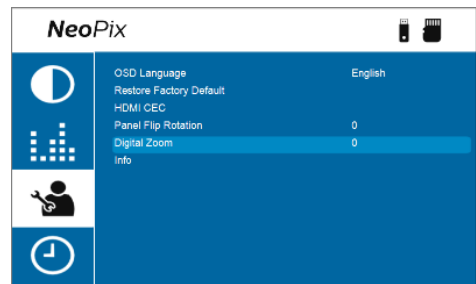 NeoPix
OSD Language English
Restore Factory Default
HDMI CEC
Panel Flip Rotation 0
Digital Zoom 0
Info